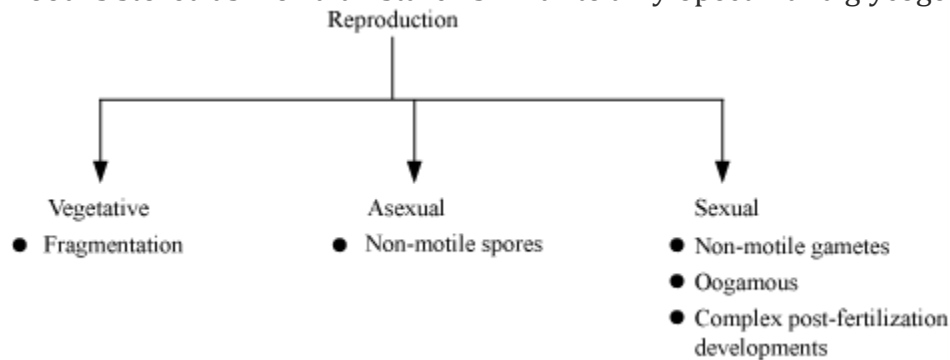 Reproduction
Vegetative
Asexual
Sexual
● Fragmentation
● Non-motile spores
● Non-motile gametes
● Oogamous
● Complex post-fertilization
developments